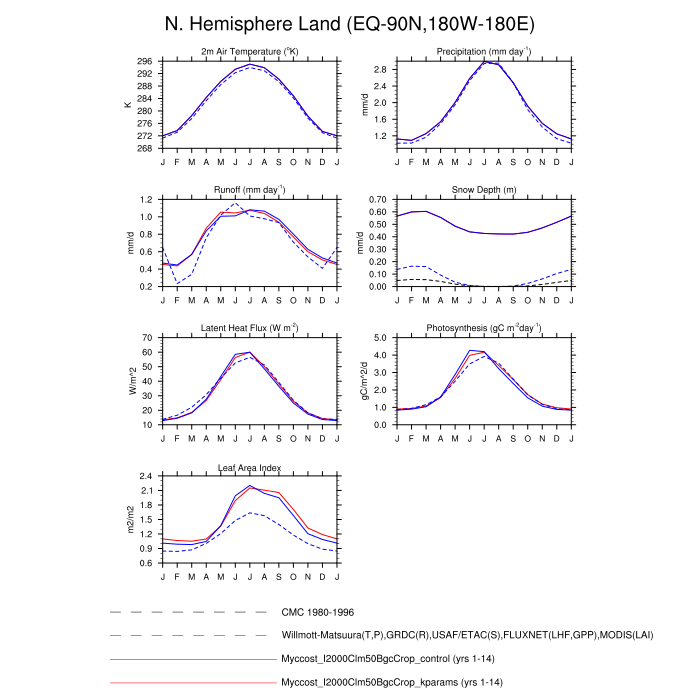 N. Hemisphere Land (EQ-90N,180W-180E)
2m Air Temperature (°K)
K
296
292
288
284
280
276
272
268
J F M A M J J A S O N D J
Precipitation (mm day⁻¹)
mm/d
2.8
2.4
2.0
1.6
1.2
J F M A M J J A S O N D J
Runoff (mm day⁻¹)
mm/d
1.2
1.0
0.8
0.6
0.4
0.2
J F M A M J J A S O N D J
Snow Depth (m)
mm/d
0.70
0.60
0.50
0.40
0.30
0.20
0.10
0.00
J F M A M J J A S O N D J
Latent Heat Flux (W m⁻²)
W/m^2
70
60
50
40
30
20
10
J F M A M J J A S O N D J
Photosynthesis (gC m⁻²day⁻¹)
gC/m^2/d
5.0
4.0
3.0
2.0
1.0
0.0
J F M A M J J A S O N D J
Leaf Area Index
m2/m2
2.4
2.1
1.8
1.5
1.2
0.9
0.6
J F M A M J J A S O N D J
CMC 1980-1996
Willmott-Matsuura(T,P),GRDC(R),USAF/ETAC(S),FLUXNET(LHF,GPP),MODIS(LAI)
Myccost_I2000Clm50BgcCrop_control (yrs 1-14)
Myccost_I2000Clm50BgcCrop_kparams (yrs 1-14)